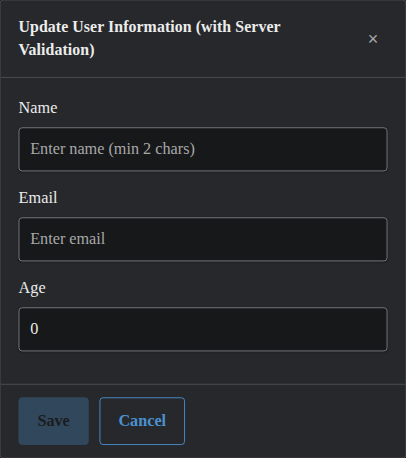 Update User Information (with Server
Validation)
×
Name
Enter name (min 2 chars)
Email
Enter email
Age
0
Save
Cancel